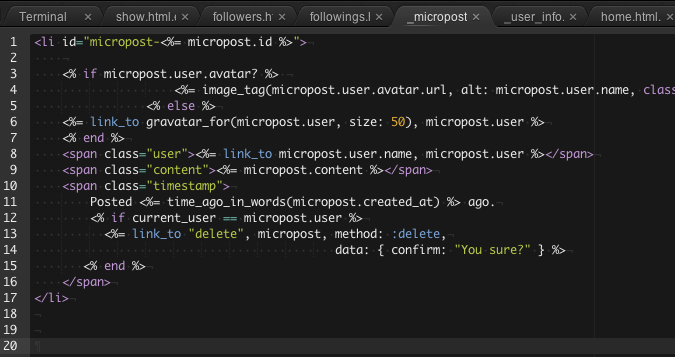 Terminal × show.html.e × followers.h × followings.l × _micropost × _user_info. × home.html. ×
1 <li id="micropost-<%= micropost.id %>">
2
3 <% if micropost.user.avatar? %>
4 <%= image_tag(micropost.user.avatar.url, alt: micropost.user.name, clas
5 <% else %>
6 <%= link_to gravatar_for(micropost.user, size: 50), micropost.user %>
7 <% end %>
8 <span class="user"><%= link_to micropost.user.name, micropost.user %></span>
9 <span class="content"><%= micropost.content %></span>
10 <span class="timestamp">
11 Posted <%= time_ago_in_words(micropost.created_at) %> ago.
12 <% if current_user == micropost.user %>
13 <%= link_to "delete", micropost, method: :delete,
14 data: { confirm: "You sure?" } %>
15 <% end %>
16 </span>
17 </li>
18
19
20